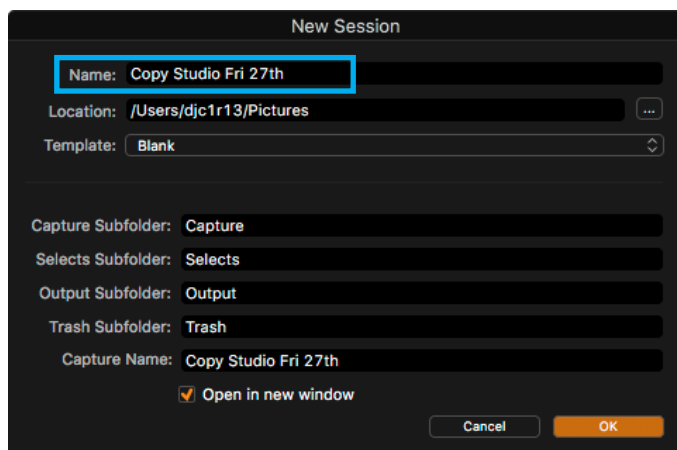 New Session
Name: Copy Studio Fri 27th
Location: /Users/djc1r13/Pictures ...
Template: Blank
Capture Subfolder: Capture
Selects Subfolder: Selects
Output Subfolder: Output
Trash Subfolder: Trash
Capture Name: Copy Studio Fri 27th
Open in new window
Cancel OK